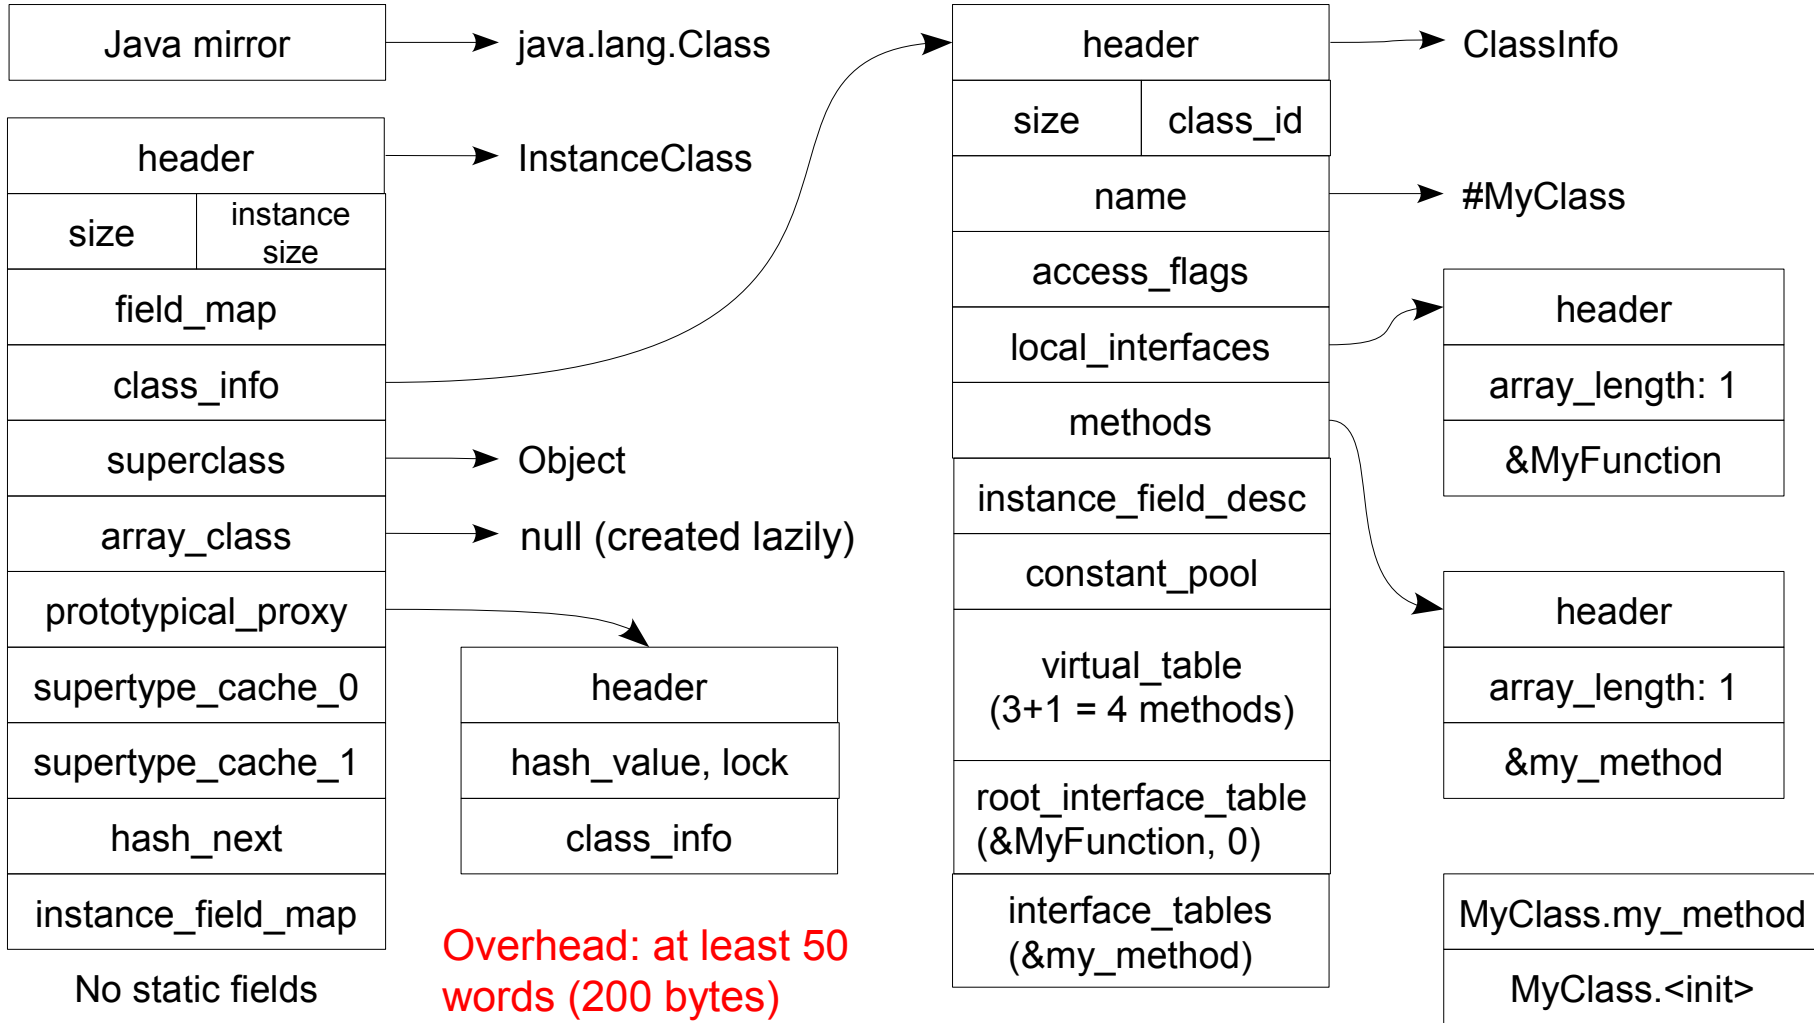 Java mirror
java.lang.Class
header
InstanceClass
size
instance
size
field_map
class_info
superclass
Object
array_class
null (created lazily)
prototypical_proxy
supertype_cache_0
supertype_cache_1
hash_next
instance_field_map
No static fields
header
hash_value, lock
class_info
Overhead: at least 50
words (200 bytes)
header
ClassInfo
size
class_id
name
#MyClass
access_flags
local_interfaces
methods
instance_field_desc
constant_pool
virtual_table
(3+1 = 4 methods)
root_interface_table
(&MyFunction, 0)
interface_tables
(&my_method)
header
array_length: 1
&MyFunction
header
array_length: 1
&my_method
MyClass.my_method
MyClass.<init>